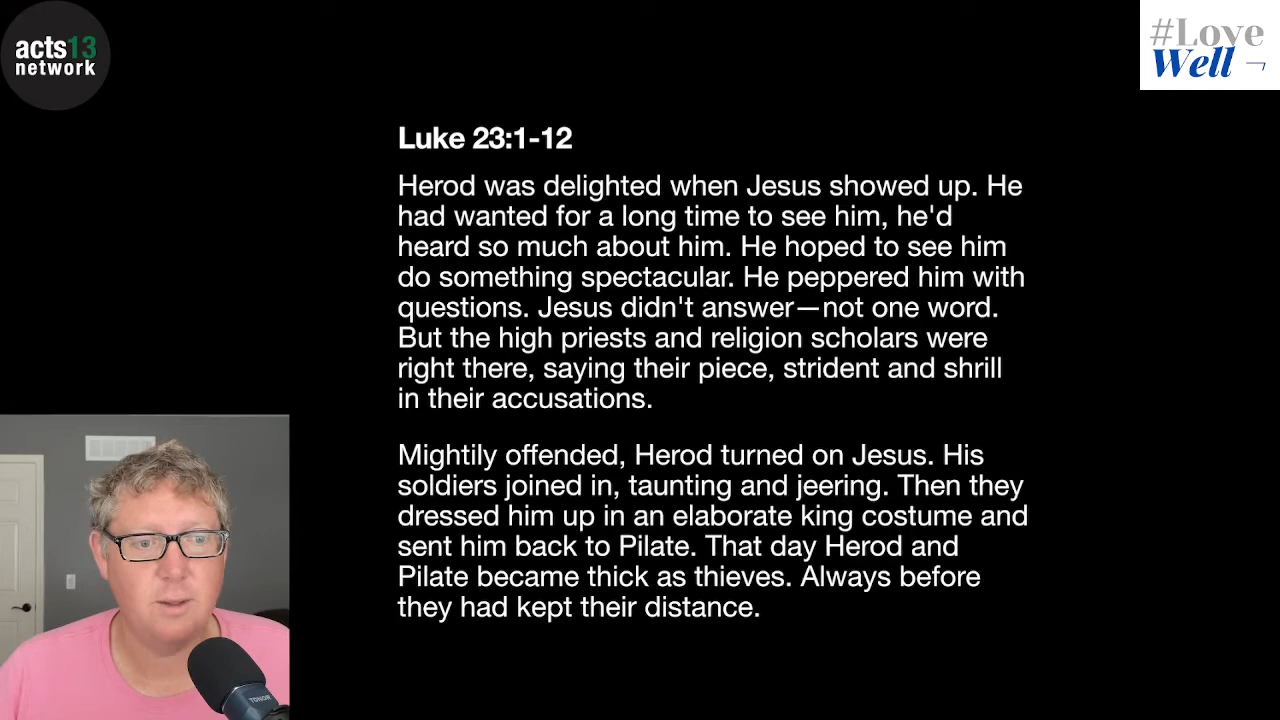 acts13
network
#Love
Well
Luke 23:1-12
Herod was delighted when Jesus showed up. He
had wanted for a long time to see him, he'd
heard so much about him. He hoped to see him
do something spectacular. He peppered him with
questions. Jesus didn't answer—not one word.
But the high priests and religion scholars were
right there, saying their piece, strident and shrill
in their accusations.
Mightily offended, Herod turned on Jesus. His
soldiers joined in, taunting and jeering. Then they
dressed him up in an elaborate king costume and
sent him back to Pilate. That day Herod and
Pilate became thick as thieves. Always before
they had kept their distance.